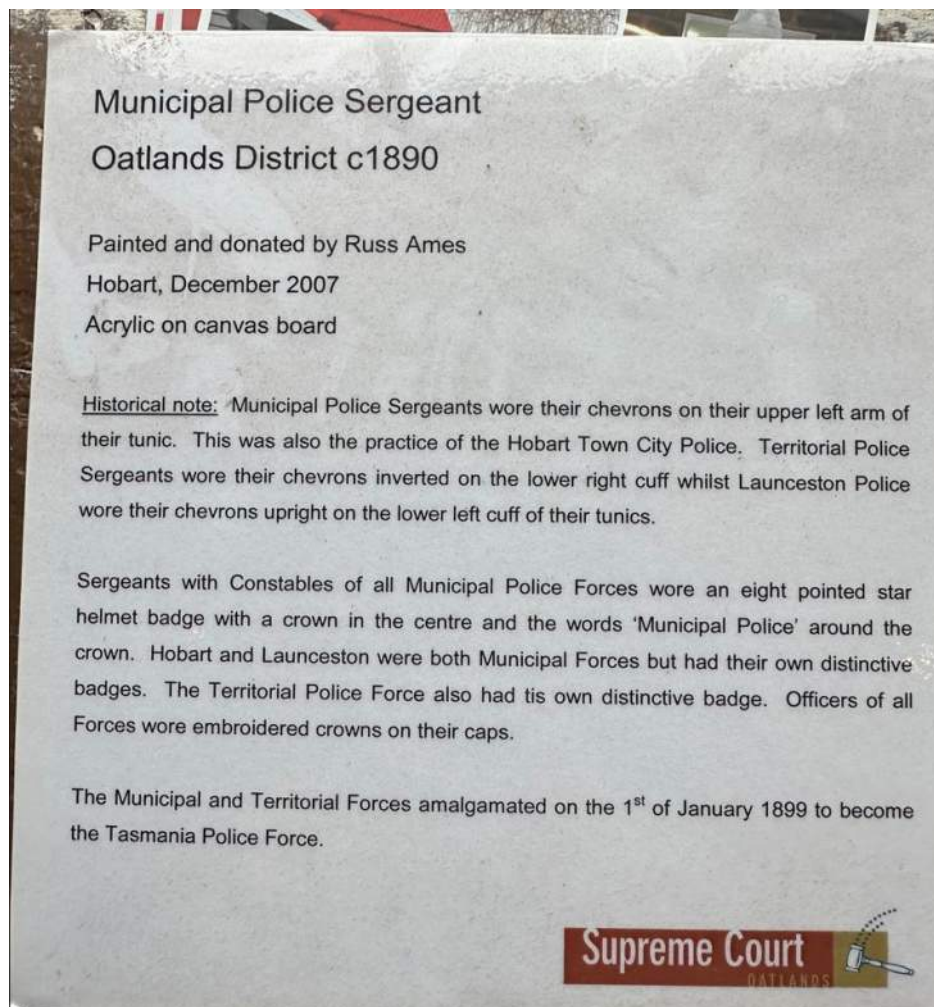 Municipal Police Sergeant
Oatlands District c1890
Painted and donated by Russ Ames
Hobart, December 2007
Acrylic on canvas board
Historical note: Municipal Police Sergeants wore their chevrons on their upper left arm of
their tunic. This was also the practice of the Hobart Town City Police. Territorial Police
Sergeants wore their chevrons inverted on the lower right cuff whilst Launceston Police
wore their chevrons upright on the lower left cuff of their tunics.
Sergeants with Constables of all Municipal Police Forces wore an eight pointed star
helmet badge with a crown in the centre and the words ‘Municipal Police’ around the
crown. Hobart and Launceston were both Municipal Forces but had their own distinctive
badges. The Territorial Police Force also had tis own distinctive badge. Officers of all
Forces wore embroidered crowns on their caps.
The Municipal and Territorial Forces amalgamated on the 1st of January 1899 to become
the Tasmania Police Force.
Supreme Court
OATLANDS